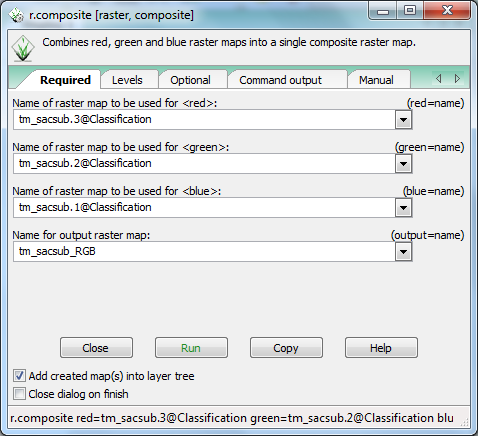 r.composite [raster, composite]
Combines red, green and blue raster maps into a single composite raster map.
Required Levels Optional Command output Manual
Name of raster map to be used for <red>: (red=name)
tm_sacsub.3@Classification
Name of raster map to be used for <green>: (green=name)
tm_sacsub.2@Classification
Name of raster map to be used for <blue>: (blue=name)
tm_sacsub.1@Classification
Name for output raster map: (output=name)
tm_sacsub_RGB
Close Run Copy Help
Add created map(s) into layer tree
Close dialog on finish
r.composite red=tm_sacsub.3@Classification green=tm_sacsub.2@Classification blu